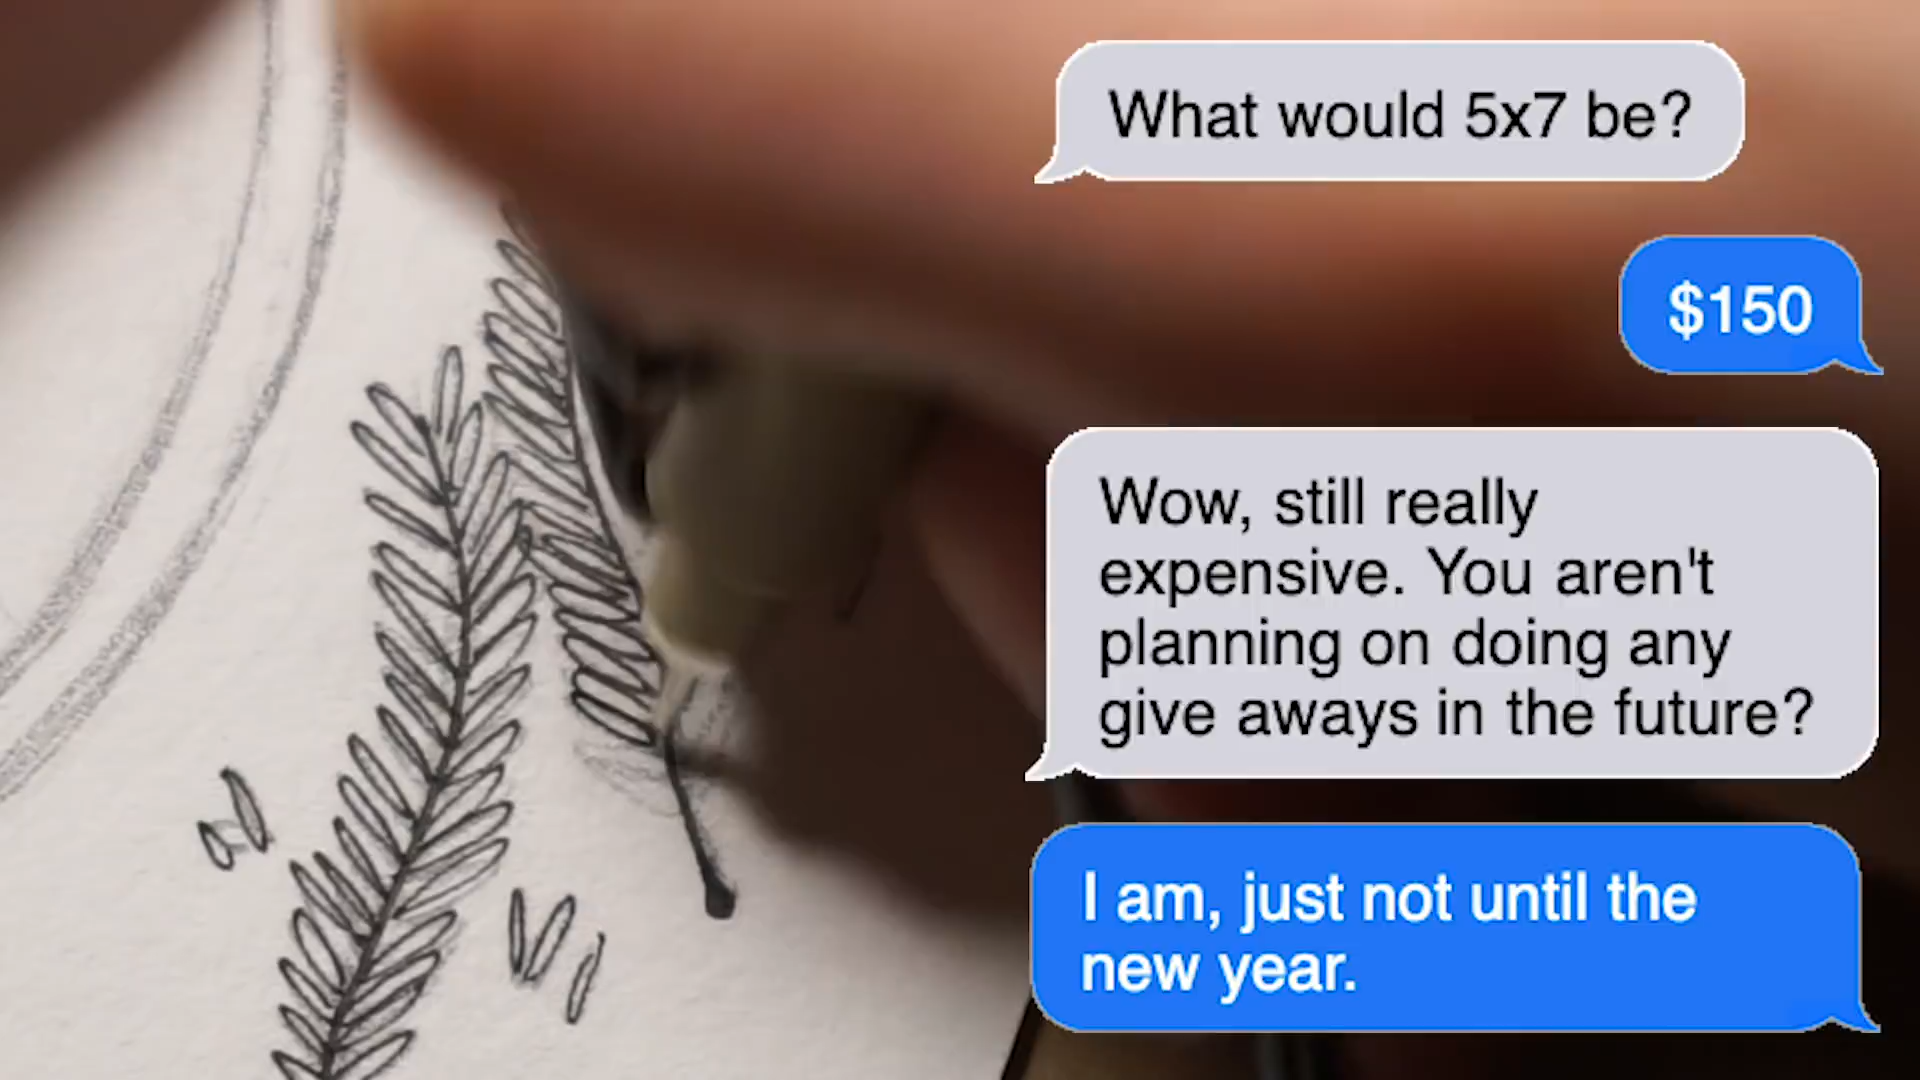 What would 5x7 be?
$150
Wow, still really
expensive. You aren't
planning on doing any
give aways in the future?
I am, just not until the
new year.